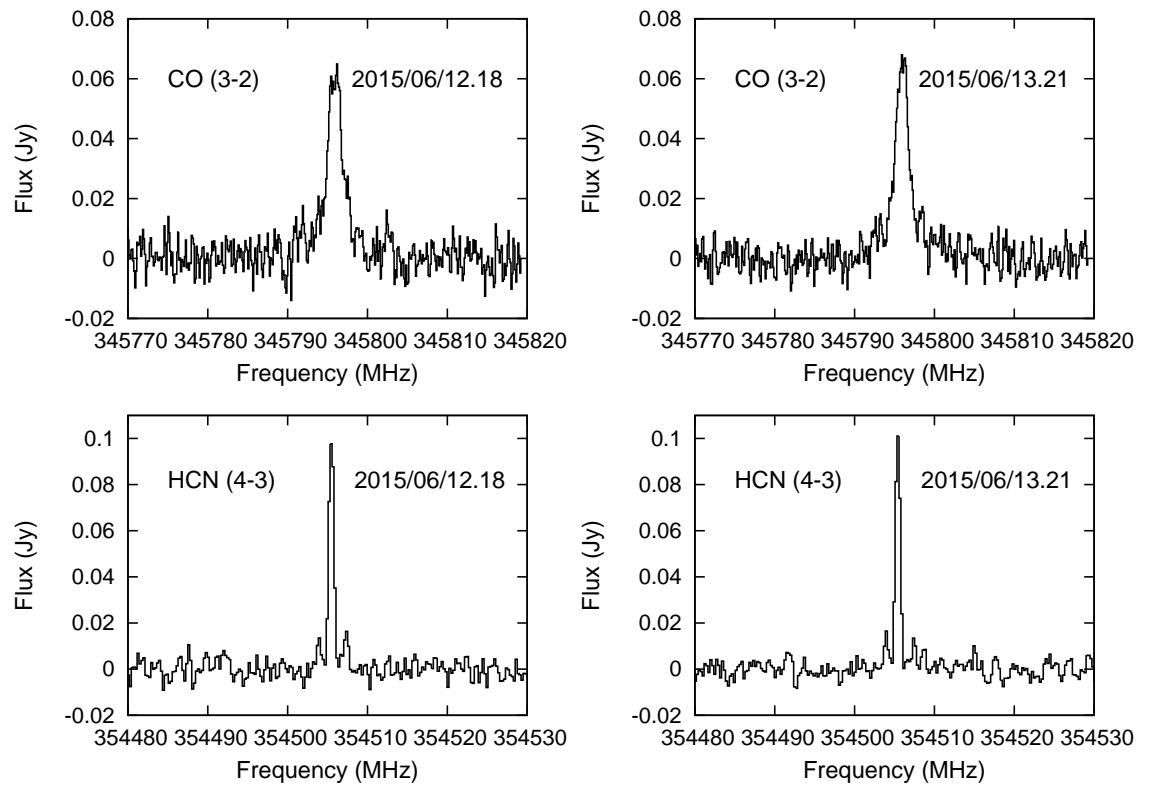 0.08
0.06
0.04
0.02
0
-0.02
Flux (Jy)
CO (3-2) 2015/06/12.18
345770 345780 345790 345800 345810 345820
Frequency (MHz)
0.08
0.06
0.04
0.02
0
-0.02
Flux (Jy)
CO (3-2) 2015/06/13.21
345770 345780 345790 345800 345810 345820
Frequency (MHz)
0.1
0.08
0.06
0.04
0.02
0
-0.02
Flux (Jy)
HCN (4-3) 2015/06/12.18
354480 354490 354500 354510 354520 354530
Frequency (MHz)
0.1
0.08
0.06
0.04
0.02
0
-0.02
Flux (Jy)
HCN (4-3) 2015/06/13.21
354480 354490 354500 354510 354520 354530
Frequency (MHz)